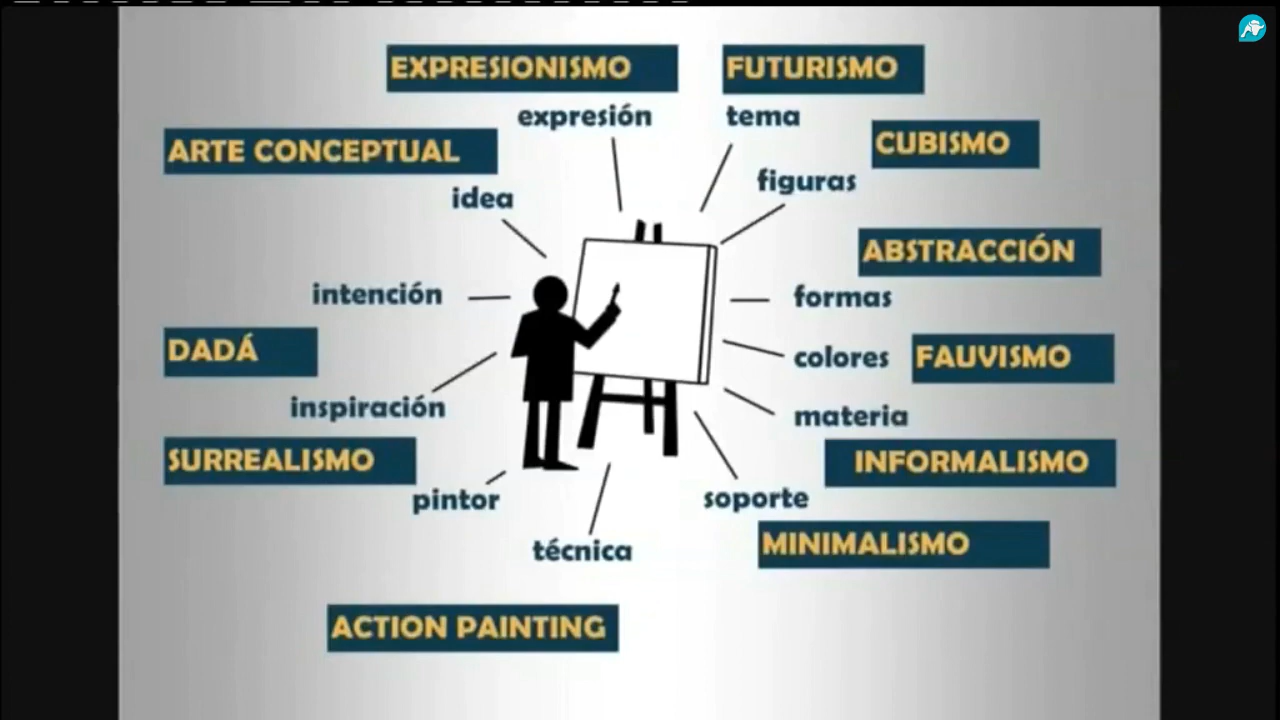 EXPRESIONISMO
FUTURISMO
expresión
tema
ARTE CONCEPTUAL
CUBISMO
idea
figuras
ABSTRACCIÓN
intención
formas
DADÁ
colores
FAUVISMO
inspiración
materia
SURREALISMO
INFORMALISMO
pintor
soporte
técnica
MINIMALISMO
ACTION PAINTING